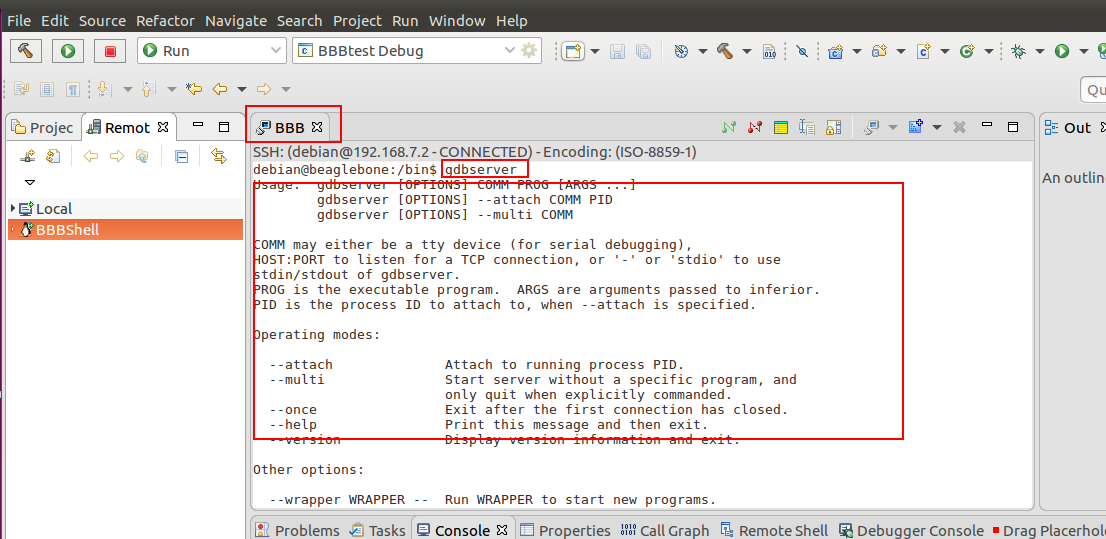 File Edit Source Refactor Navigate Search Project Run Window Help
Run
BBBtest Debug
010
Qu
Projec
Remot
BBB
Out
SSH: (debian@192.168.7.2 - CONNECTED) - Encoding: (ISO-8859-1)
debian@beaglebone:/bin$ gdbserver
Usage: gdbserver [OPTIONS] COMM PROG [ARGS ...]
gdbserver [OPTIONS] --attach COMM PID
gdbserver [OPTIONS] --multi COMM
An outlin
Local
BBBShell
COMM may either be a tty device (for serial debugging),
HOST:PORT to listen for a TCP connection, or '-' or 'stdio' to use
stdin/stdout of gdbserver.
PROG is the executable program. ARGS are arguments passed to inferior.
PID is the process ID to attach to, when --attach is specified.
Operating modes:
--attach Attach to running process PID.
--multi Start server without a specific program, and
only quit when explicitly commanded.
--once Exit after the first connection has closed.
--help Print this message and then exit.
--version Display version information and exit.
Other options:
--wrapper WRAPPER -- Run WRAPPER to start new programs.
Problems Tasks Console Properties Call Graph Remote Shell Debugger Console Drag Placehol